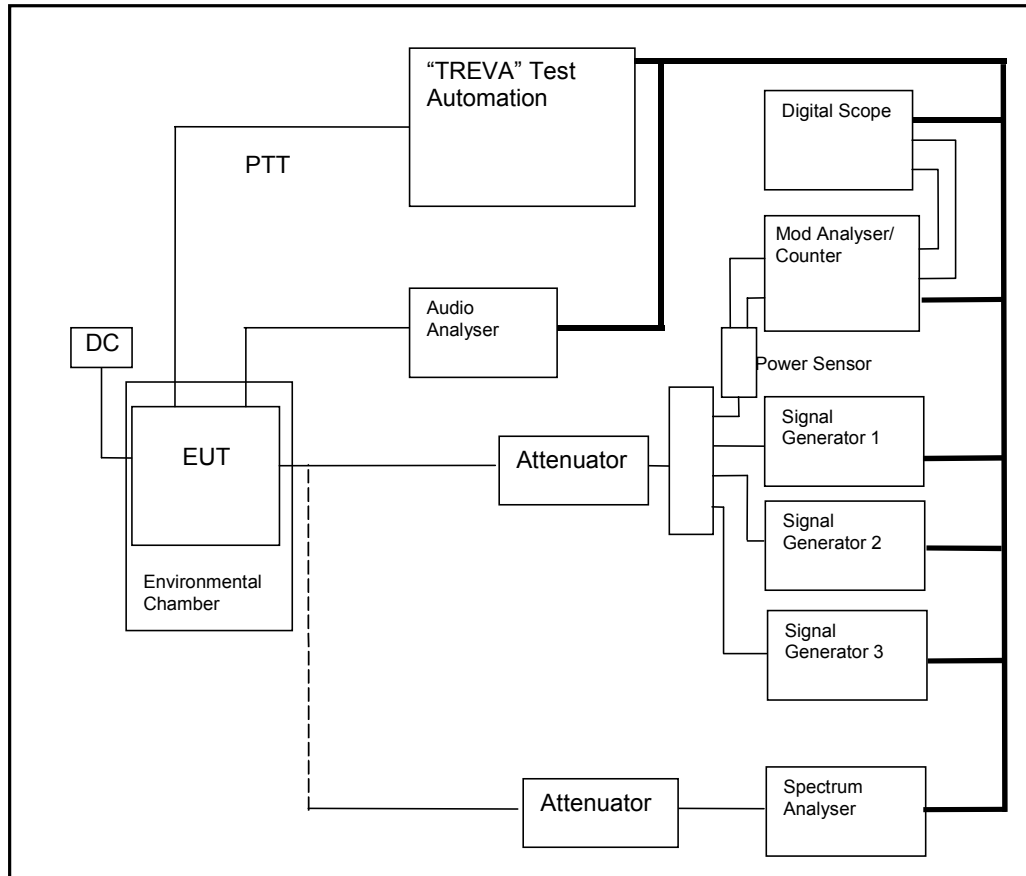 “TREVA” Test
Automation
Digital Scope
PTT
Mod Analyser/
Counter
Audio
Analyser
DC
Power Sensor
Signal
Generator 1
EUT
Attenuator
Signal
Generator 2
Environmental
Chamber
Signal
Generator 3
Attenuator
Spectrum
Analyser